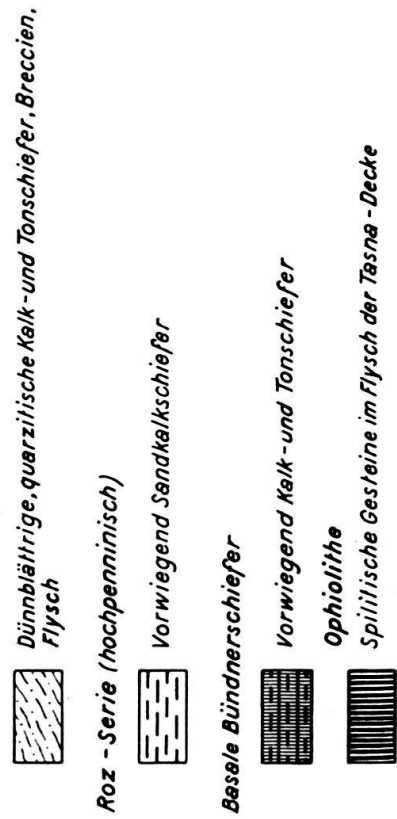 Dünnblättrige, quarzitische Kalk- und Tonschiefer, Breccien,
Flysch
Roz - Serie (hochpenninisch)
Vorwiegend Sandkalkschiefer
Basale Bündnerschiefer
Vorwiegend Kalk- und Tonschiefer
Ophiolithe
Spilitische Gesteine im Flysch der Tasna - Decke